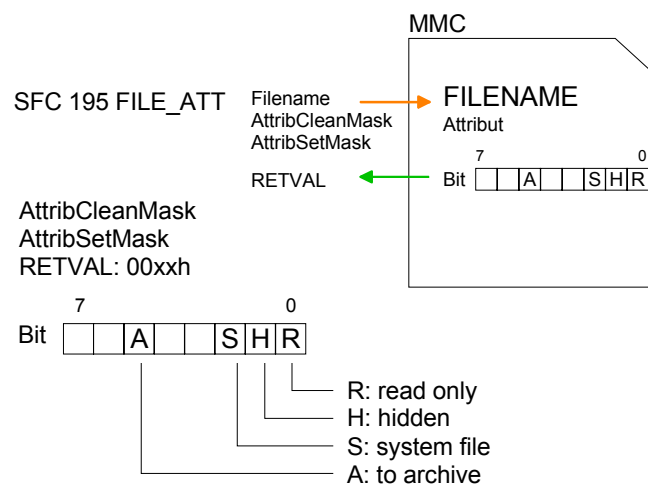 MMC
SFC 195 FILE_ATT
Filename
AttribCleanMask
AttribSetMask
RETVAL
FILENAME
Attribut
7 0
Bit A S H R
AttribCleanMask
AttribSetMask
RETVAL: 00xxh
7 0
Bit A S H R
R: read only
H: hidden
S: system file
A: to archive